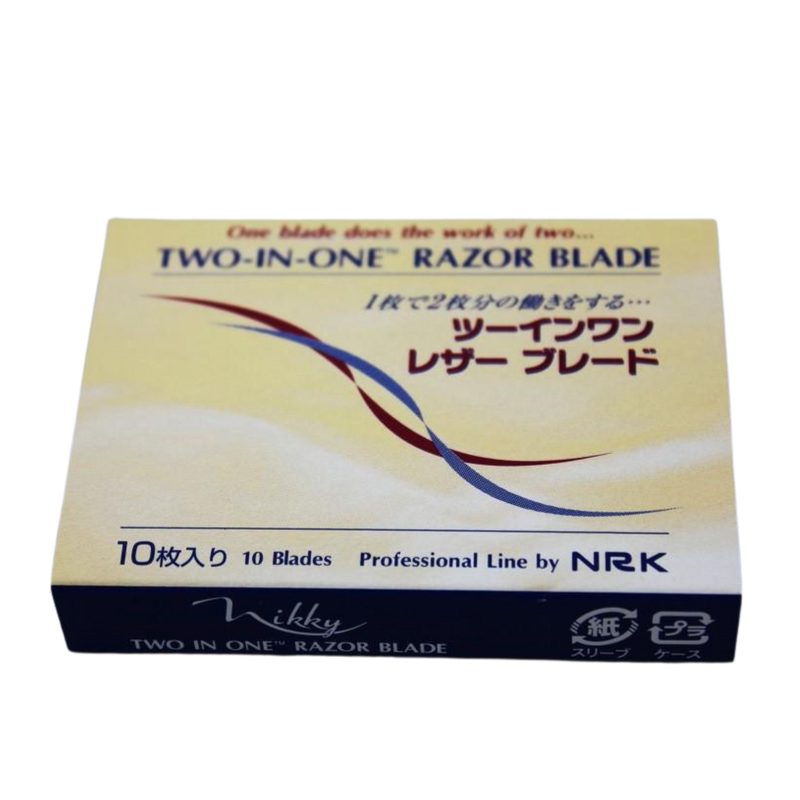 One blade does the work of two...
TWO-IN-ONE™ RAZOR BLADE
1枚で2枚分の働きをする…
ツーインワン
レザー ブレード
10枚入り 10 Blades Professional Line by NRK
Nikky
TWO IN ONE™ RAZOR BLADE
紙 プラ
スリーブ ケース